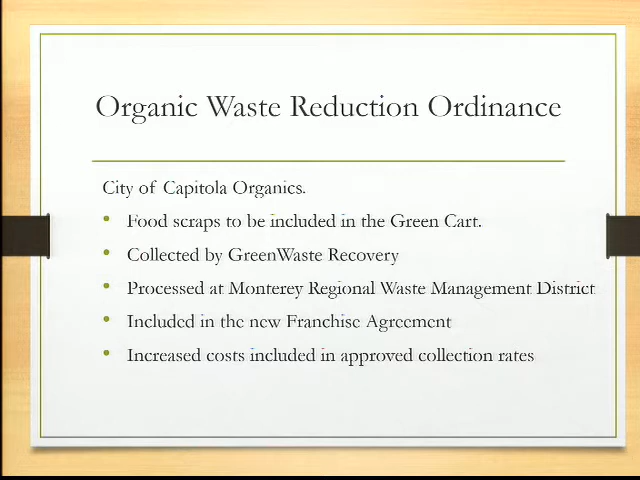 Organic Waste Reduction Ordinance
City of Capitola Organics.
• Food scraps to be included in the Green Cart.
• Collected by GreenWaste Recovery
• Processed at Monterey Regional Waste Management District
• Included in the new Franchise Agreement
• Increased costs included in approved collection rates